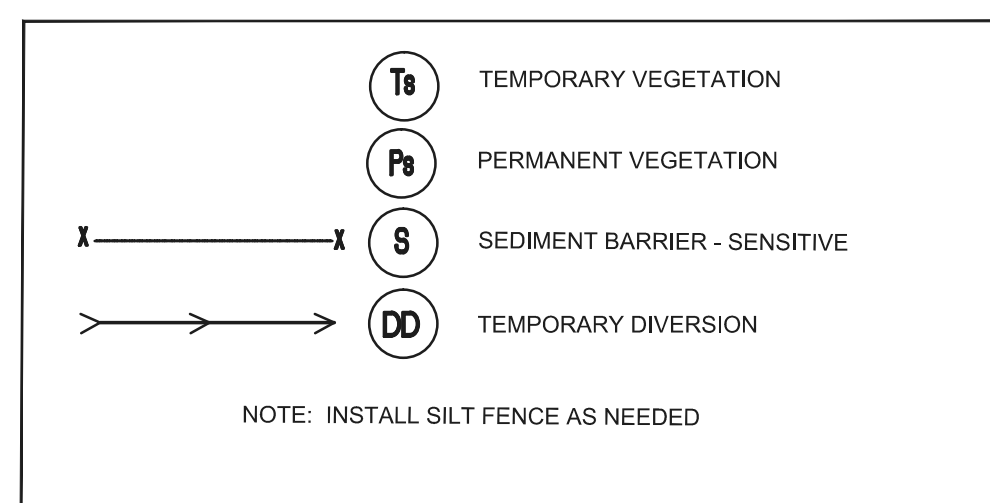 Ts TEMPORARY VEGETATION
Ps PERMANENT VEGETATION
X X S SEDIMENT BARRIER - SENSITIVE
DD TEMPORARY DIVERSION
NOTE: INSTALL SILT FENCE AS NEEDED